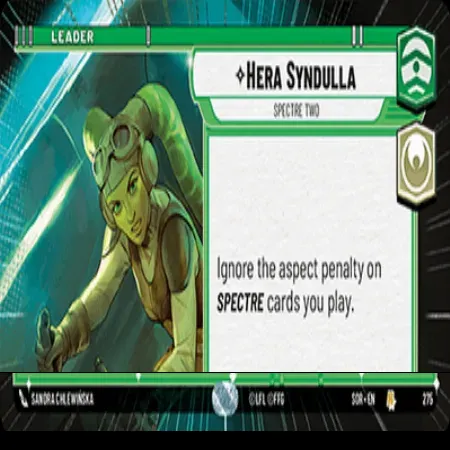 LEADER
HERA SYNDULLA
SPECTRE TWO
Ignore the aspect penalty on
SPECTRE cards you play.
SANDRA CHLEWIŃSKA
©LFL ©FFG
SOR • EN
275